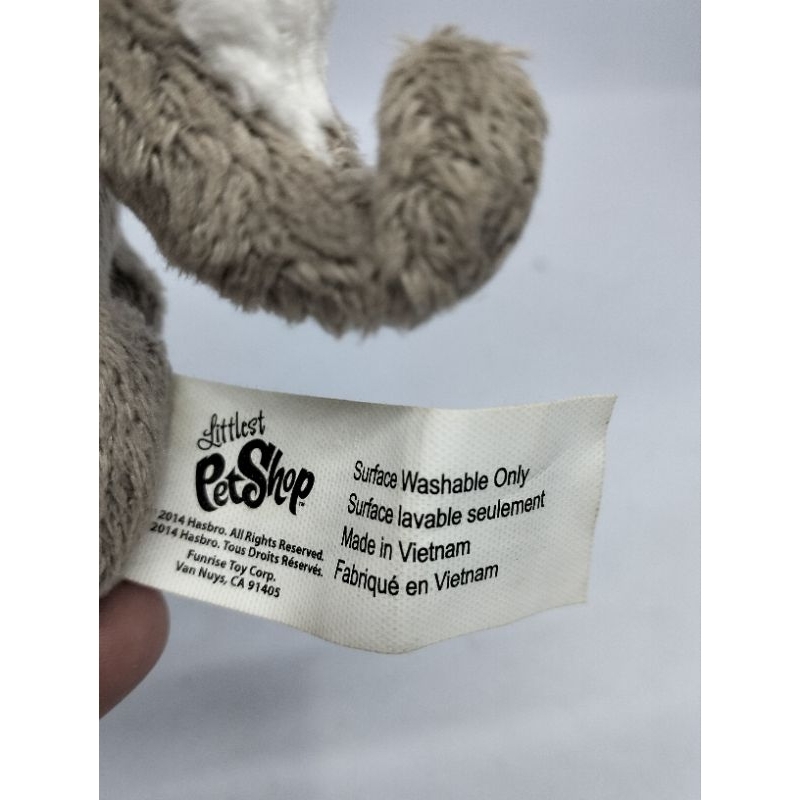 Littlest
PetShop™
2014 Hasbro. All Rights Reserved.
2014 Hasbro. Tous Droits Réservés.
Funrise Toy Corp.
Van Nuys, CA 91405
Surface Washable Only
Surface lavable seulement
Made in Vietnam
Fabriqué en Vietnam